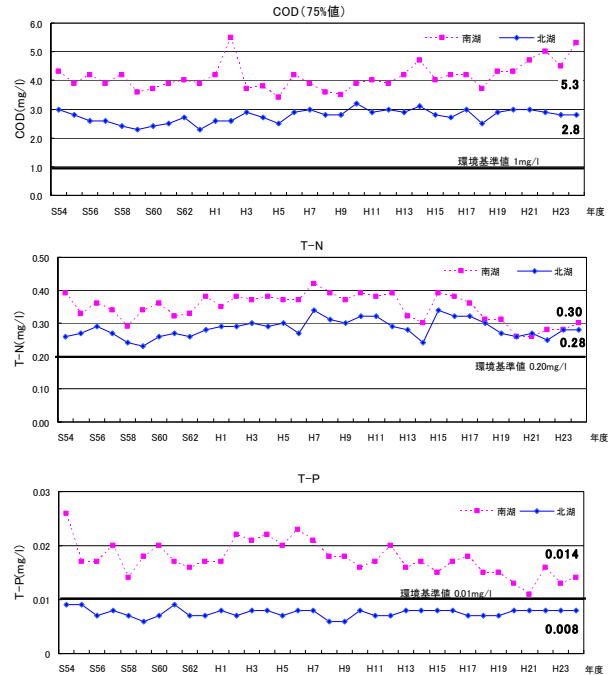 COD(75%値)
南湖 北湖
COD(mg/l)
6.0
5.0
4.0
3.0
2.0
1.0
0.0
5.3
2.8
環境基準値 1mg/l
S54 S56 S58 S60 S62 H1 H3 H5 H7 H9 H11 H13 H15 H17 H19 H21 H23 年度
T-N
南湖 北湖
T-N(mg/l)
0.50
0.40
0.30
0.20
0.10
0.00
0.30
0.28
環境基準値 0.20mg/l
S54 S56 S58 S60 S62 H1 H3 H5 H7 H9 H11 H13 H15 H17 H19 H21 H23 年度
T-P
南湖 北湖
T-P(mg/l)
0.03
0.02
0.01
0
0.014
環境基準値 0.01mg/l
0.008
S54 S56 S58 S60 S62 H1 H3 H5 H7 H9 H11 H13 H15 H17 H19 H21 H23 年度